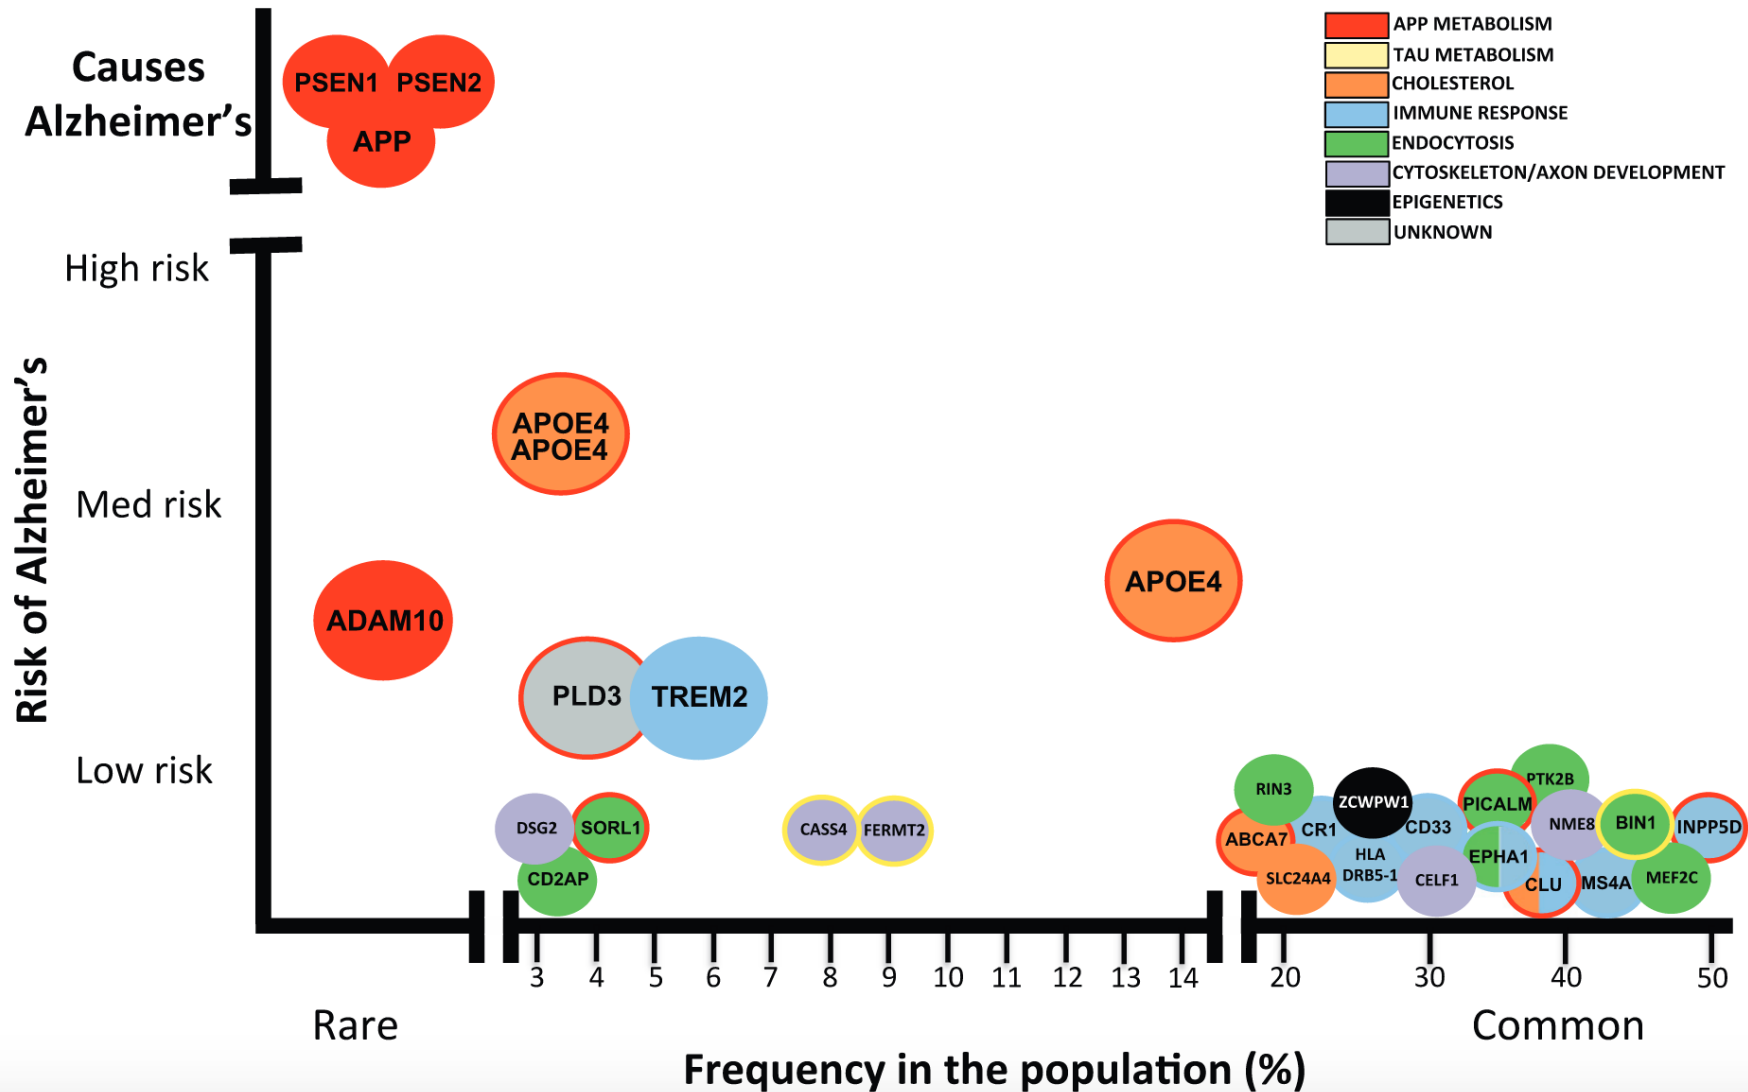 Causes
Alzheimer's
PSEN1
PSEN2
APP
APP METABOLISM
TAU METABOLISM
CHOLESTEROL
IMMUNE RESPONSE
ENDOCYTOSIS
CYTOSKELETON/AXON DEVELOPMENT
EPIGENETICS
UNKNOWN
High risk
Med risk
Low risk
Risk of Alzheimer's
APOE4
APOE4
APOE4
ADAM10
PLD3
TREM2
DSG2
SORL1
CD2AP
CASS4
FERMT2
RIN3
ABCA7
SLC24A4
CR1
ZCWPW1
HLA
DRB5-1
CD33
CELF1
PICALM
EPHA1
PTK2B
NME8
CLU
MS4A
BIN1
MEF2C
INPP5D
3 4 5 6 7 8 9 10 11 12 13 14 20 30 40 50
Rare
Common
Frequency in the population (%)